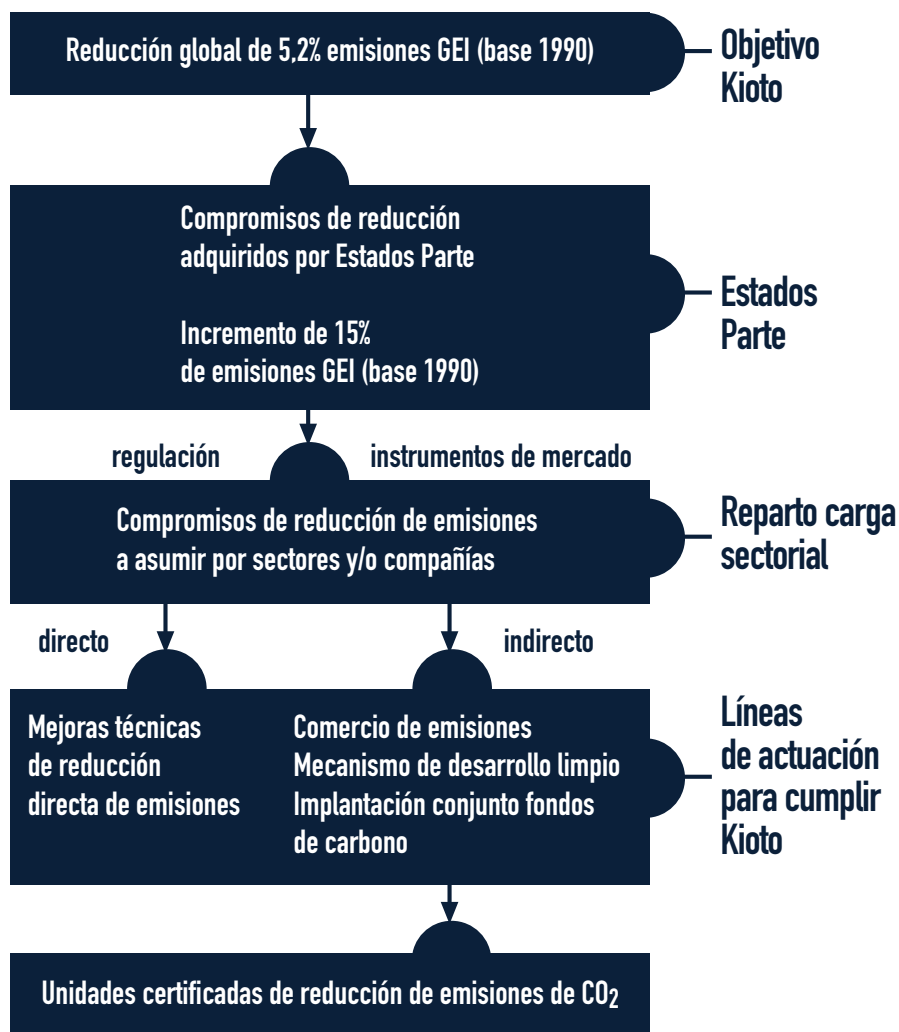 Reducción global de 5,2% emisiones GEI (base 1990)
Objetivo
Kioto
Compromisos de reducción
adquiridos por Estados Parte
Incremento de 15%
de emisiones GEI (base 1990)
Estados
Parte
regulación
instrumentos de mercado
Compromisos de reducción de emisiones
a asumir por sectores y/o compañías
Reparto carga
sectorial
directo
indirecto
Mejoras técnicas
de reducción
directa de emisiones
Comercio de emisiones
Mecanismo de desarrollo limpio
Implantación conjunto fondos
de carbono
Líneas
de actuación
para cumplir
Kioto
Unidades certificadas de reducción de emisiones de CO₂